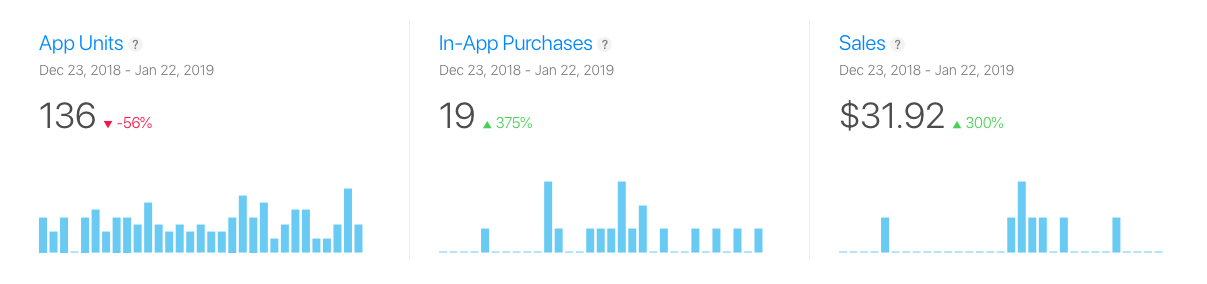 App Units ?
Dec 23, 2018 - Jan 22, 2019
136 ▼ -56%
In-App Purchases ?
Dec 23, 2018 - Jan 22, 2019
19 ▲ 375%
Sales ?
Dec 23, 2018 - Jan 22, 2019
$31.92 ▲ 300%